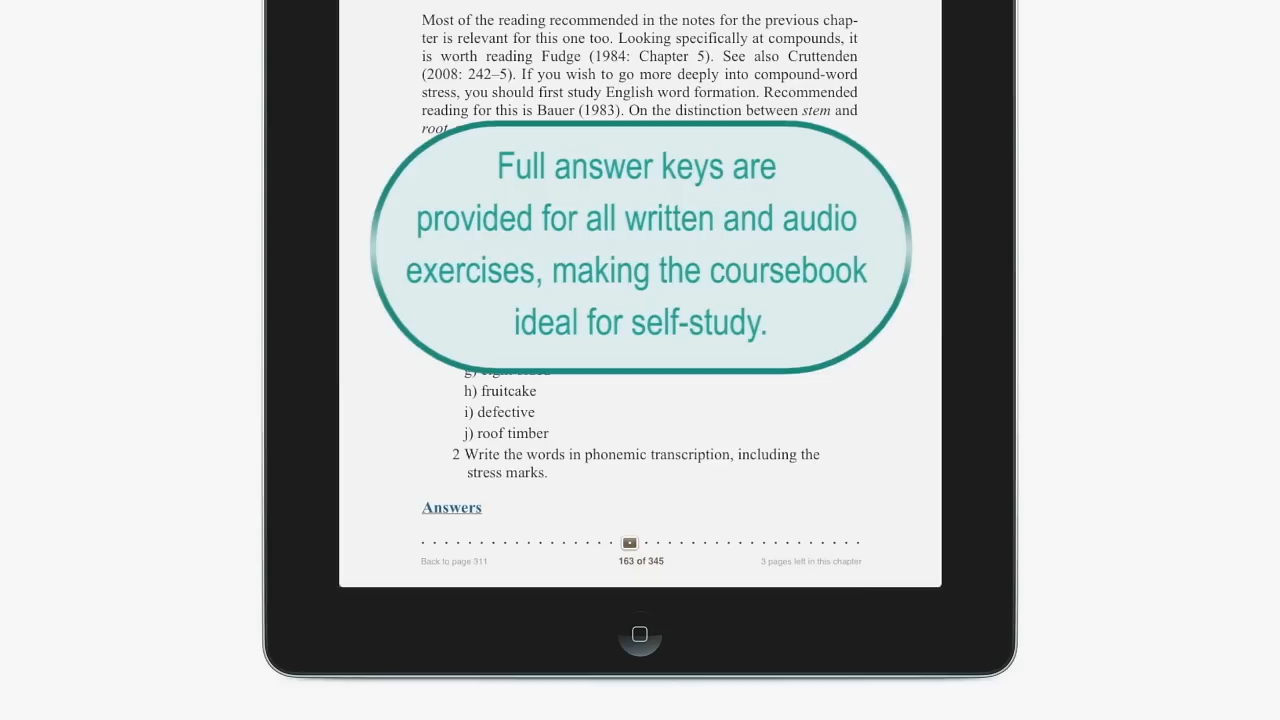 Most of the reading recommended in the notes for the previous chap-
ter is relevant for this one too. Looking specifically at compounds, it
is worth reading Fudge (1984: Chapter 5). See also Cruttenden
(2008: 242–5). If you wish to go more deeply into compound-word
stress, you should first study English word formation. Recommended
reading for this is Bauer (1983). On the distinction between stem and
root,
Full answer keys are
provided for all written and audio
exercises, making the coursebook
ideal for self-study.
h) fruitcake
i) defective
j) roof timber
2 Write the words in phonemic transcription, including the
stress marks.
Answers
Back to page 311
163 of 345
3 pages left in this chapter